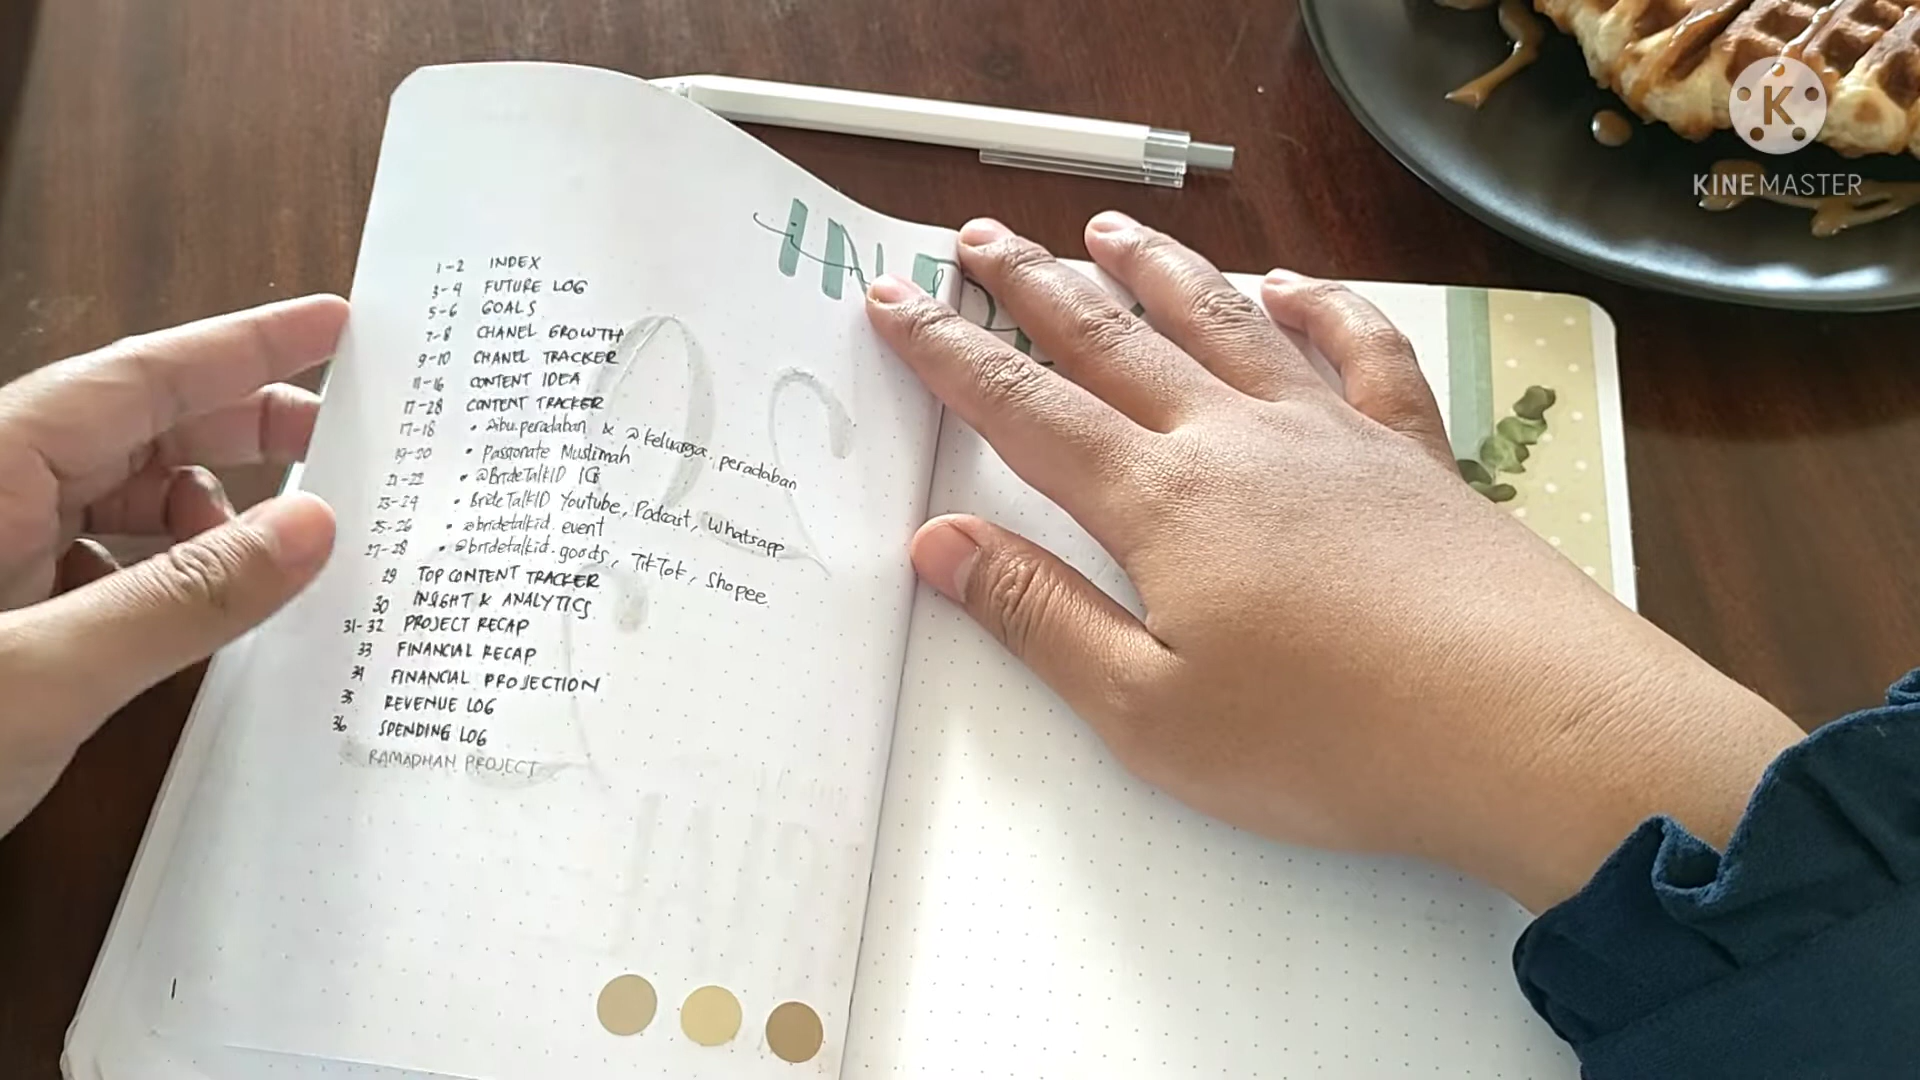 KINEMASTER
1-2 INDEX
3-4 FUTURE LOG
5-6 GOALS
7-8 CHANEL GROWTH
9-10 CHANEL TRACKER
11-16 CONTENT IDEA
17-28 CONTENT TRACKER
17-18 • @ibu.peradaban & @keluarga.peradaban
19-20 • Passionate Muslimah
21-22 • @BrideTalkID IG
23-24 • BrideTalkID Youtube, Podcast, Whatsapp
25-26 • @bridetalkid.event
27-28 • @bridetalkid.goods, TikTok, Shopee
29 TOP CONTENT TRACKER
30 INSIGHT & ANALYTICS
31-32 PROJECT RECAP
33 FINANCIAL RECAP
34 FINANCIAL PROJECTION
35 REVENUE LOG
36 SPENDING LOG
RAMADHAN PROJECT
1